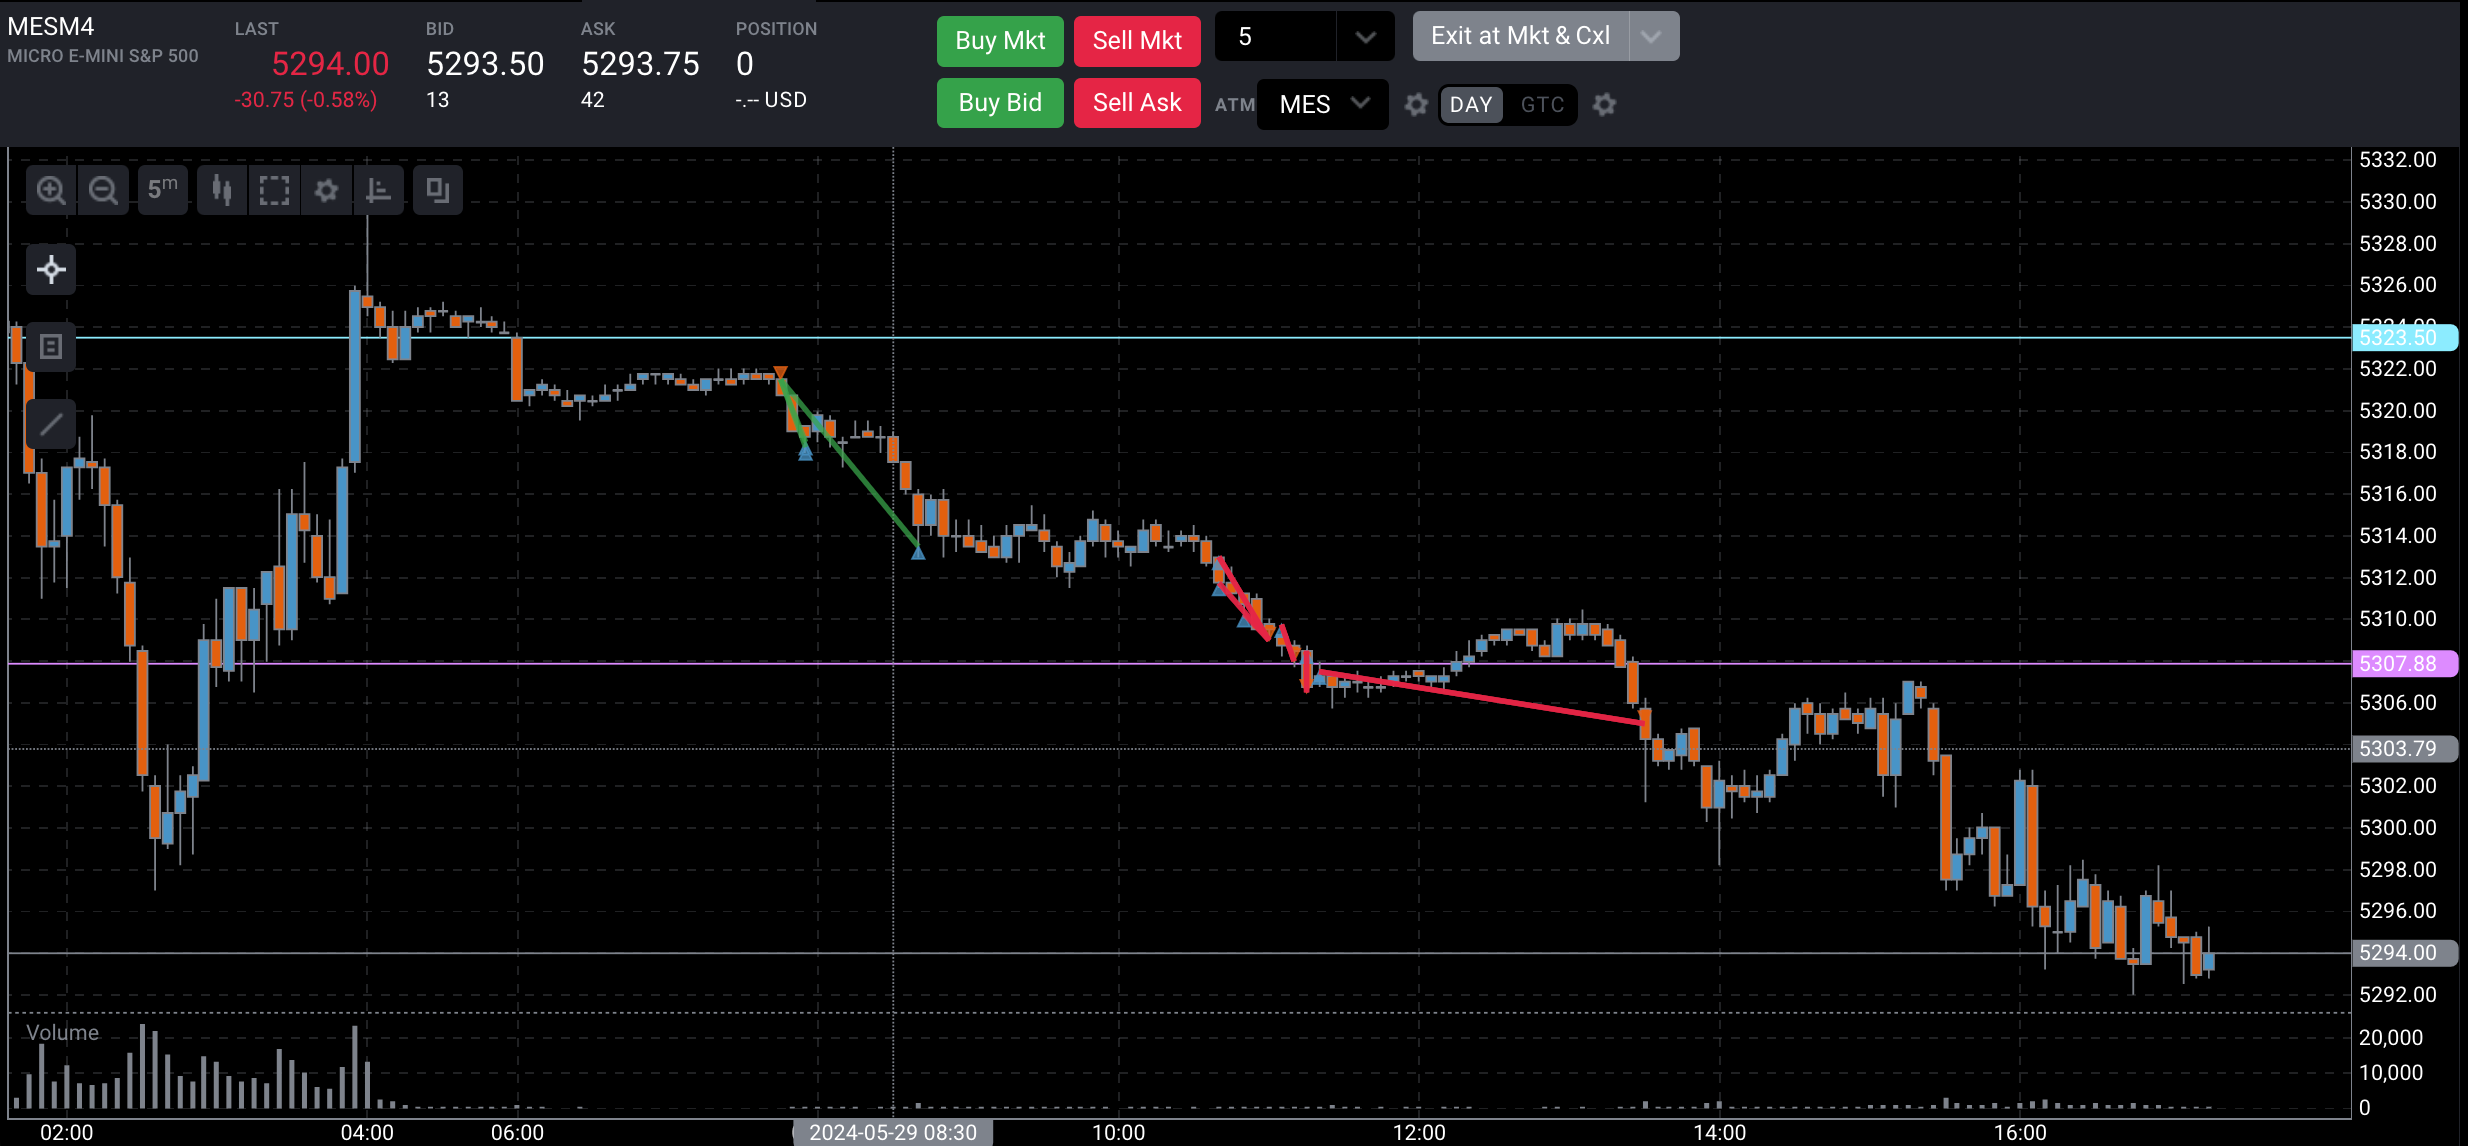 MESM4
MICRO E-MINI S&P 500
LAST
5294.00
-30.75 (-0.58%)
BID
5293.50
13
ASK
5293.75
42
POSITION
0
-.-- USD
Buy Mkt
Sell Mkt
5
Exit at Mkt & Cxl
Buy Bid
Sell Ask
ATM
MES
DAY
GTC
5m
5332.00
5330.00
5328.00
5326.00
5324.00
5323.50
5322.00
5320.00
5318.00
5316.00
5314.00
5312.00
5310.00
5307.88
5306.00
5303.79
5302.00
5300.00
5298.00
5296.00
5294.00
5292.00
Volume
20,000
10,000
0
02:00
04:00
06:00
2024-05-29 08:30
10:00
12:00
14:00
16:00